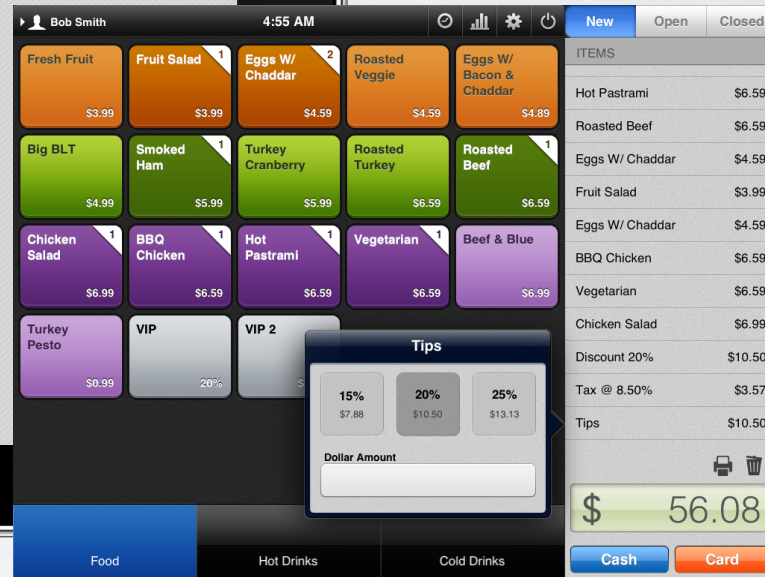 Bob Smith
4:55 AM
New
Open
Closed
ITEMS
Fresh Fruit
$3.99
Fruit Salad
1
$3.99
Eggs W/
Chaddar
2
$4.59
Roasted
Veggie
$4.59
Eggs W/
Bacon &
Chaddar
$4.89
Big BLT
$4.99
Smoked
Ham
1
$5.99
Turkey
Cranberry
$5.99
Roasted
Turkey
$6.59
Roasted
Beef
1
$6.59
Chicken
Salad
1
$6.99
BBQ
Chicken
1
$6.59
Hot
Pastrami
1
$6.59
Vegetarian
1
$6.59
Beef & Blue
$6.99
Turkey
Pesto
$0.99
VIP
20%
VIP 2
$
Tips
15%
$7.88
20%
$10.50
25%
$13.13
Dollar Amount
Food
Hot Drinks
Cold Drinks
Hot Pastrami $6.59
Roasted Beef $6.59
Eggs W/ Chaddar $4.59
Fruit Salad $3.99
Eggs W/ Chaddar $4.59
BBQ Chicken $6.59
Vegetarian $6.59
Chicken Salad $6.99
Discount 20% $10.50
Tax @ 8.50% $3.57
Tips $10.50
$ 56.08
Cash
Card